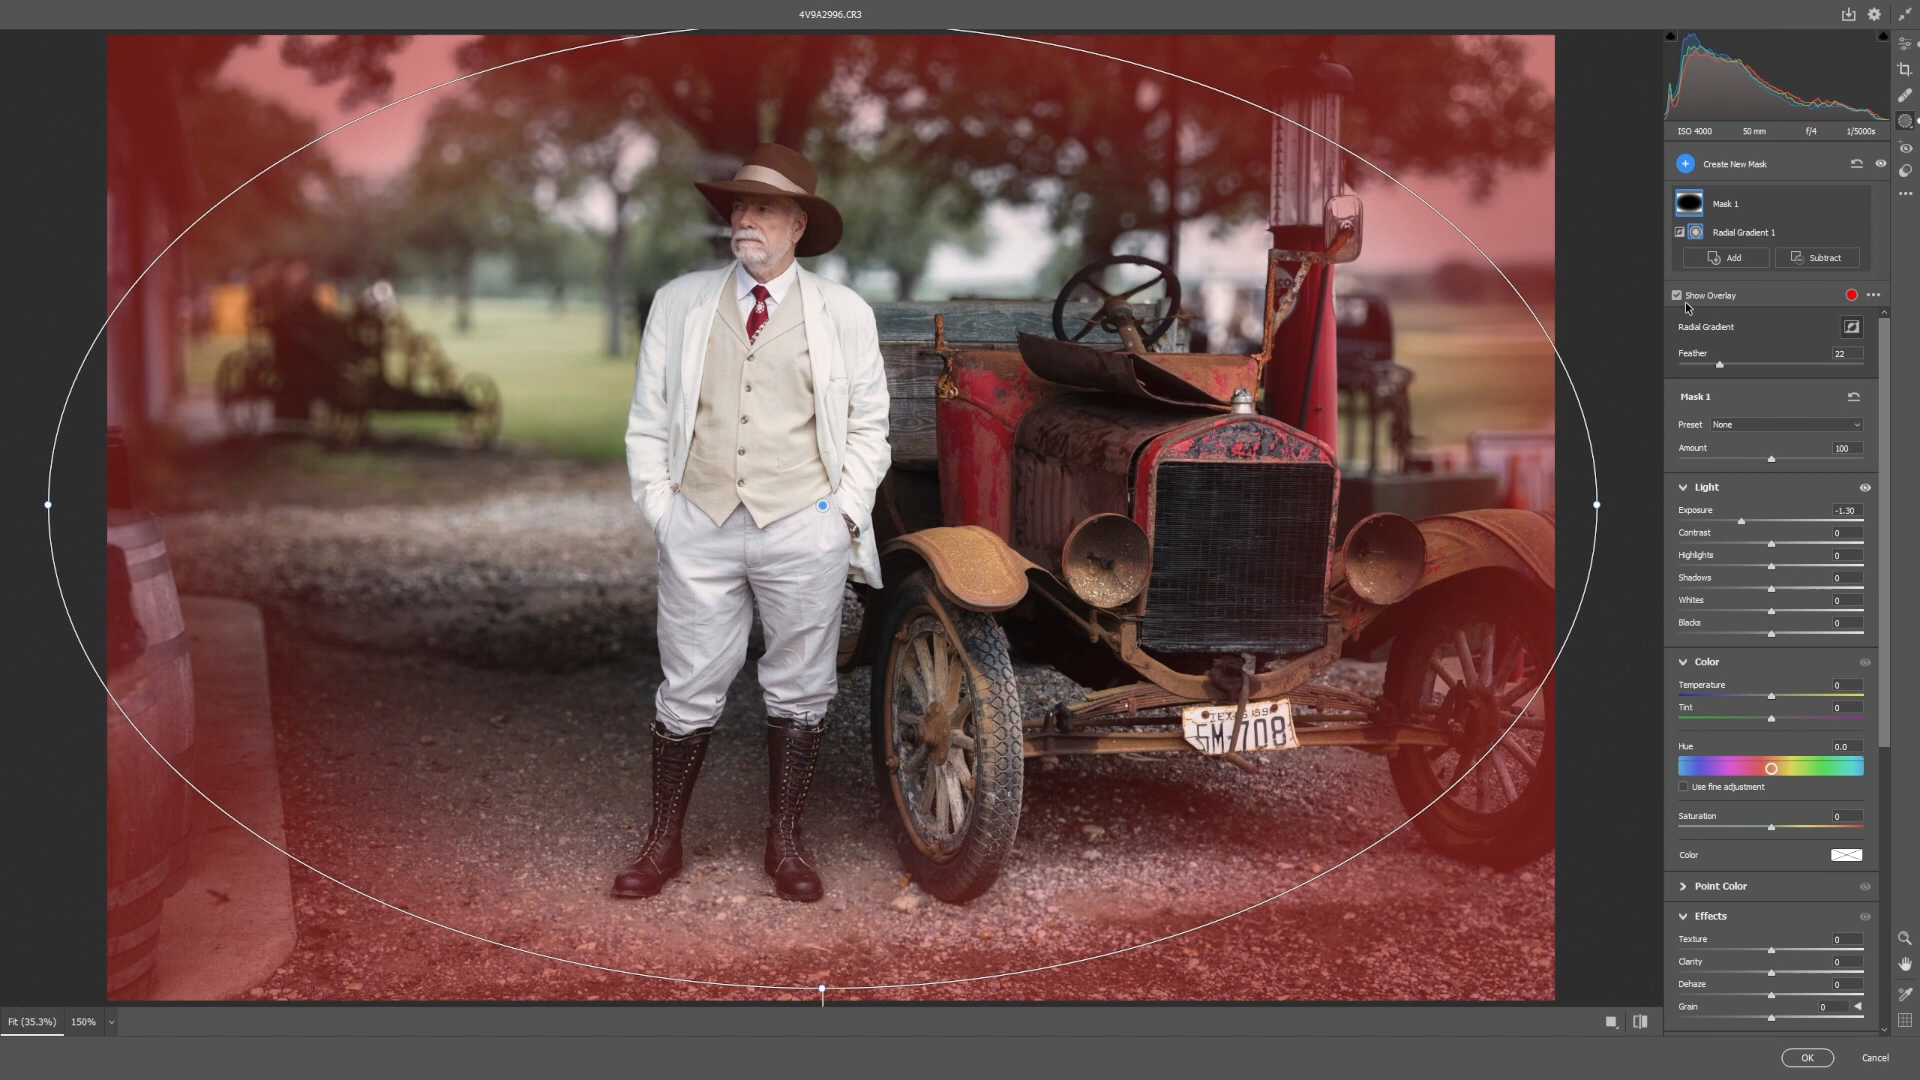 4V9A2996.CR3
ISO 4000 50 mm f/4 1/5000s
Create New Mask
Mask 1
Radial Gradient 1
Add Subtract
Show Overlay
Radial Gradient
Feather 22
Mask 1
Preset None
Amount 100
Light
Exposure -1.30
Contrast 0
Highlights 0
Shadows 0
Whites 0
Blacks 0
Color
Temperature 0
Tint 0
Hue 0.0
Use fine adjustment
Saturation 0
Color
Point Color
Effects
Texture 0
Clarity 0
Dehaze 0
Grain 0
Fit (35.3%) 150%
OK Cancel